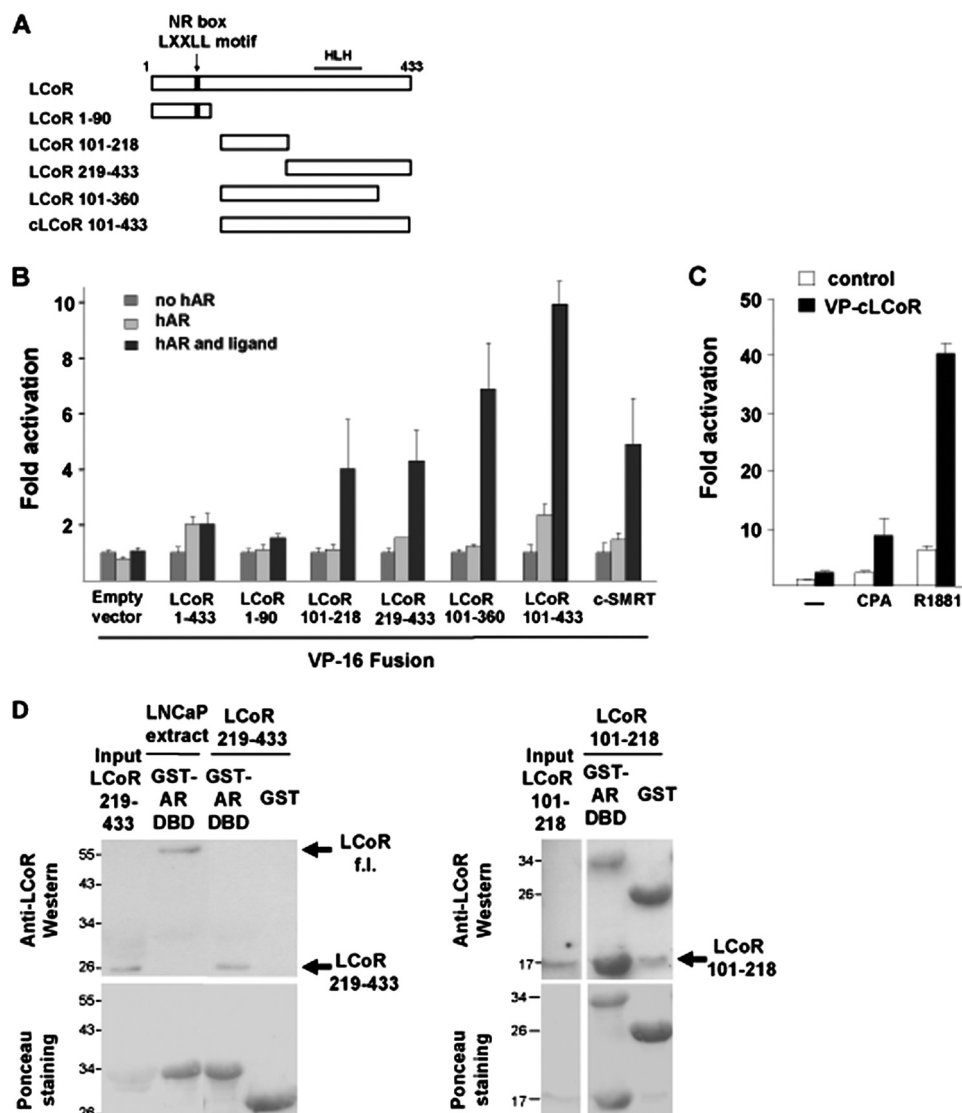 A
NR box
LXXLL motif
1
HLH
433
LCoR
LCoR 1-90
LCoR 101-218
LCoR 219-433
LCoR 101-360
cLCoR 101-433
B
Fold activation
10
8
6
4
2
no hAR
hAR
hAR and ligand
Empty vector
LCoR 1-433
LCoR 1-90
LCoR 101-218
LCoR 219-433
LCoR 101-360
LCoR 101-433
c-SMRT
VP-16 Fusion
C
control
VP-cLCoR
Fold activation
50
40
30
20
10
—
CPA
R1881
D
Input LCoR 219-433
LNCaP extract
LCoR 219-433
GST-AR DBD
GST-AR DBD
GST
Anti-LCoR Western
55-
43-
34-
26-
LCoR f.l.
LCoR 219-433
Ponceau staining
55-
43-
34-
26-
Input LCoR 101-218
LCoR 101-218
GST-AR DBD
GST
Anti-LCoR Western
34-
26-
17-
LCoR 101-218
Ponceau staining
34-
26-
17-